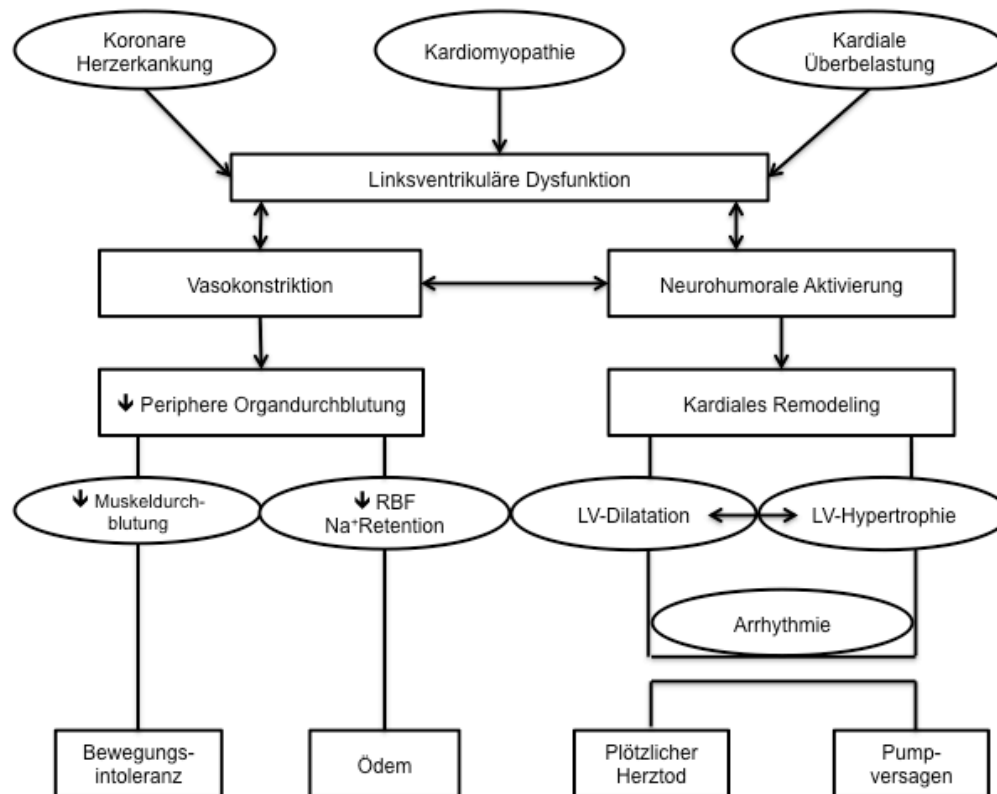 Koronare
Herzerkankung
Kardiomyopathie
Kardiale
Überbelastung
Linksventrikuläre Dysfunktion
Vasokonstriktion
Neurohumorale Aktivierung
↓ Periphere Organdurchblutung
Kardiales Remodeling
↓ Muskeldurch-
blutung
↓ RBF
Na⁺Retention
LV-Dilatation
LV-Hypertrophie
Arrhythmie
Bewegungs-
intoleranz
Ödem
Plötzlicher
Herztod
Pump-
versagen